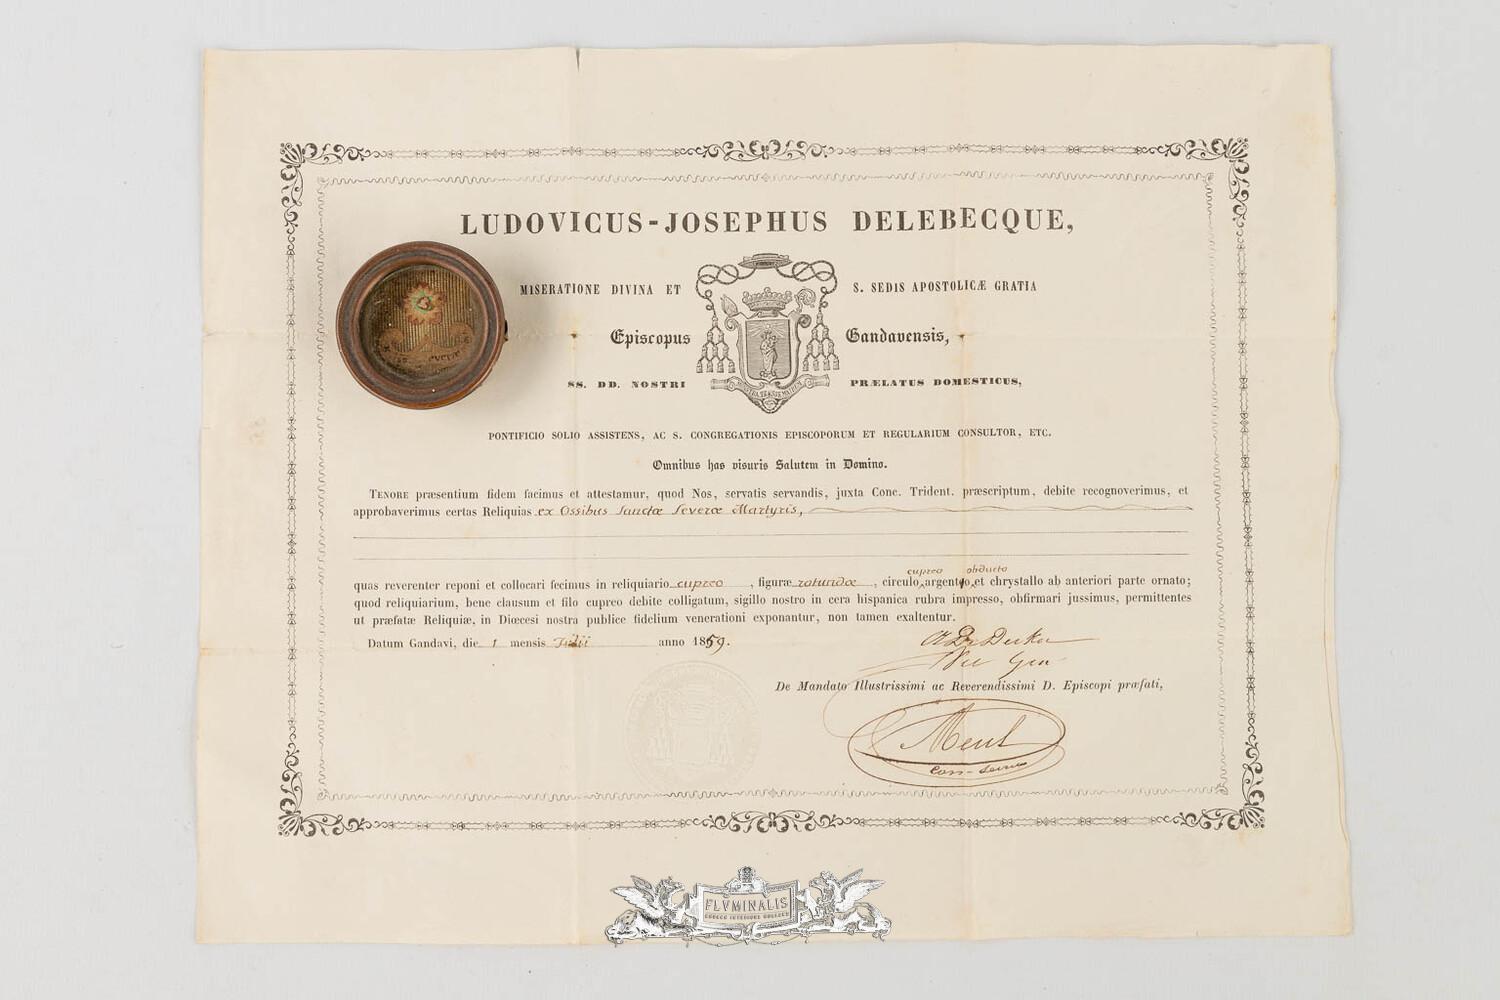 LUDOVICUS-JOSEPHUS DELEBECQUE,
MISERATIONE DIVINA ET S. SEDIS APOSTOLICÆ GRATIA
Episcopus Gandavensis,
SS. DD. NOSTRI PRÆLATUS DOMESTICUS,
MONSTRA TE ESSE MATREM
PONTIFICIO SOLIO ASSISTENS, AC S. CONGREGATIONIS EPISCOPORUM ET REGULARIUM CONSULTOR, ETC.
Omnibus has visuris Salutem in Domino.
TENORE præsentium fidem facimus et attestamur, quod Nos, servatis servandis, juxta Conc. Trident. præscriptum, debite recognoverimus, et
approbaverimus certas Reliquias ex Ossibus Sanctæ Severæ Martyris,
cupreo obducto
quas reverenter reponi et collocari fecimus in reliquiario cupreo, figuræ rotundæ, circulo argenteo et chrystallo ab anteriori parte ornato;
quod reliquiarium, bene clausum et filo cupreo debite colligatum, sigillo nostro in cera hispanica rubra impresso, obfirmari jussimus, permittentes
ut præfatæ Reliquiæ, in Diœcesi nostra publice fidelium venerationi exponantur, non tamen exaltentur.
Datum Gandavi, die 1 mensis Julii anno 1859.
Vic Gen
De Mandato Illustrissimi ac Reverendissimi D. Episcopi præfati,
FLVMINALIS